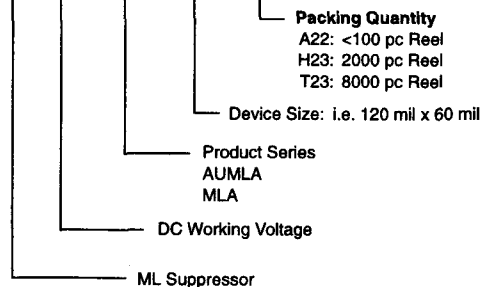 Packing Quantity
A22: <100 pc Reel
H23: 2000 pc Reel
T23: 8000 pc Reel
Device Size: i.e. 120 mil x 60 mil
Product Series
AUMLA
MLA
DC Working Voltage
ML Suppressor